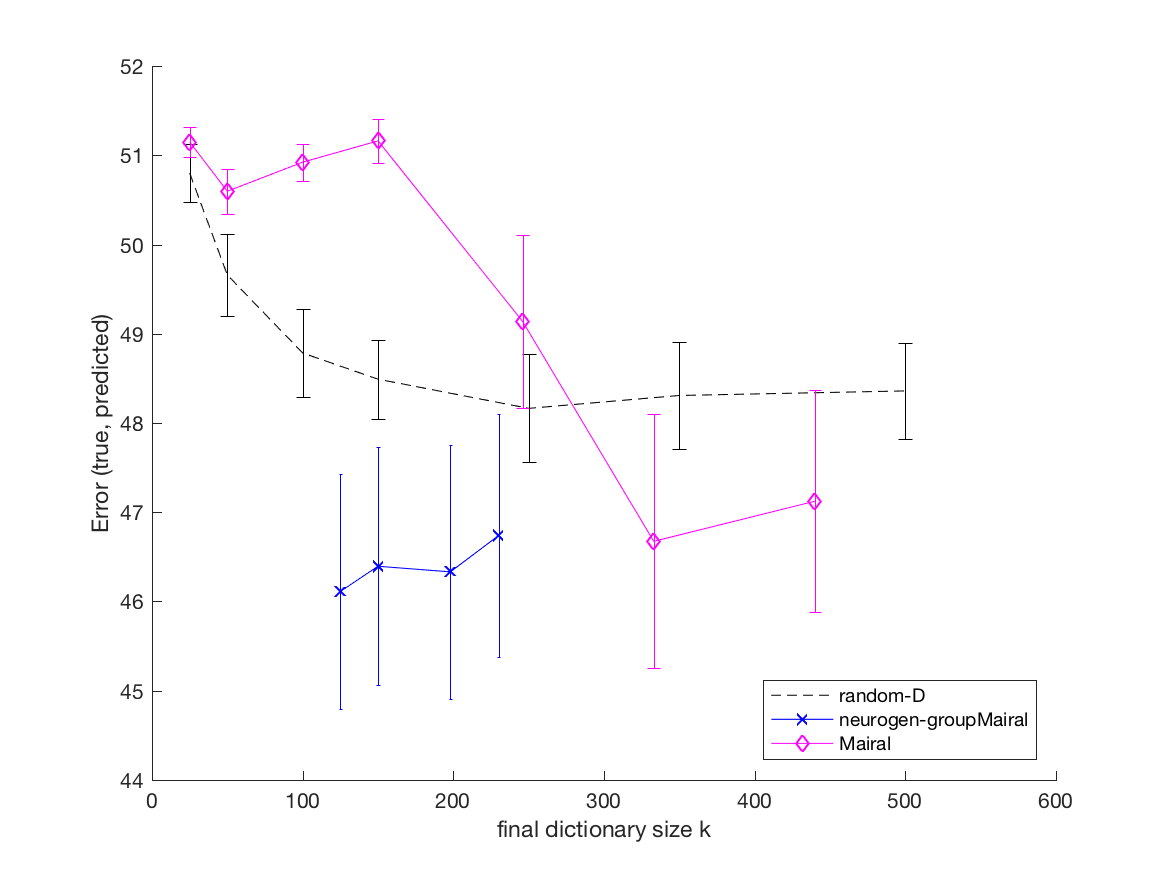 52
51
50
49
48
47
46
45
44
Error (true, predicted)
0 100 200 300 400 500 600
final dictionary size k
random-D
neurogen-groupMairal
Mairal